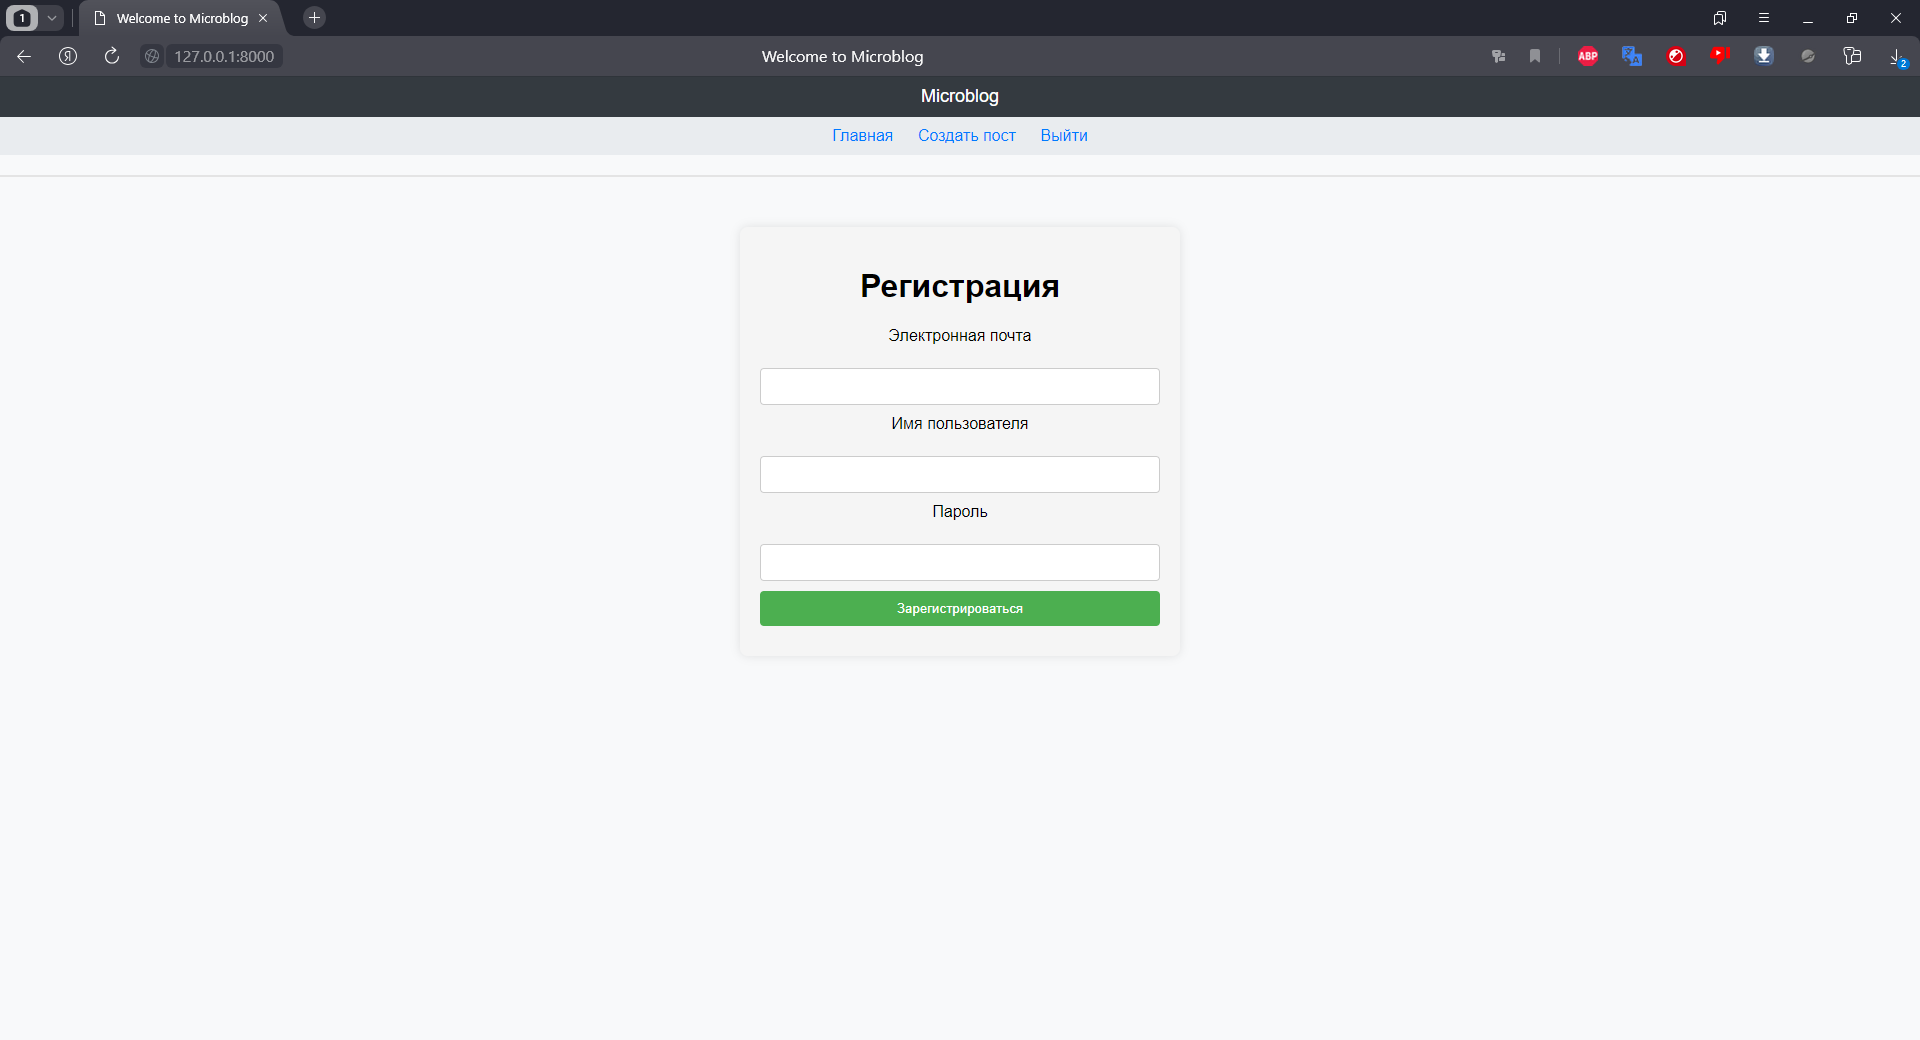 1
Welcome to Microblog
127.0.0.1:8000
Welcome to Microblog
ABP
2
Microblog
Главная Создать пост Выйти
Регистрация
Электронная почта
Имя пользователя
Пароль
Зарегистрироваться